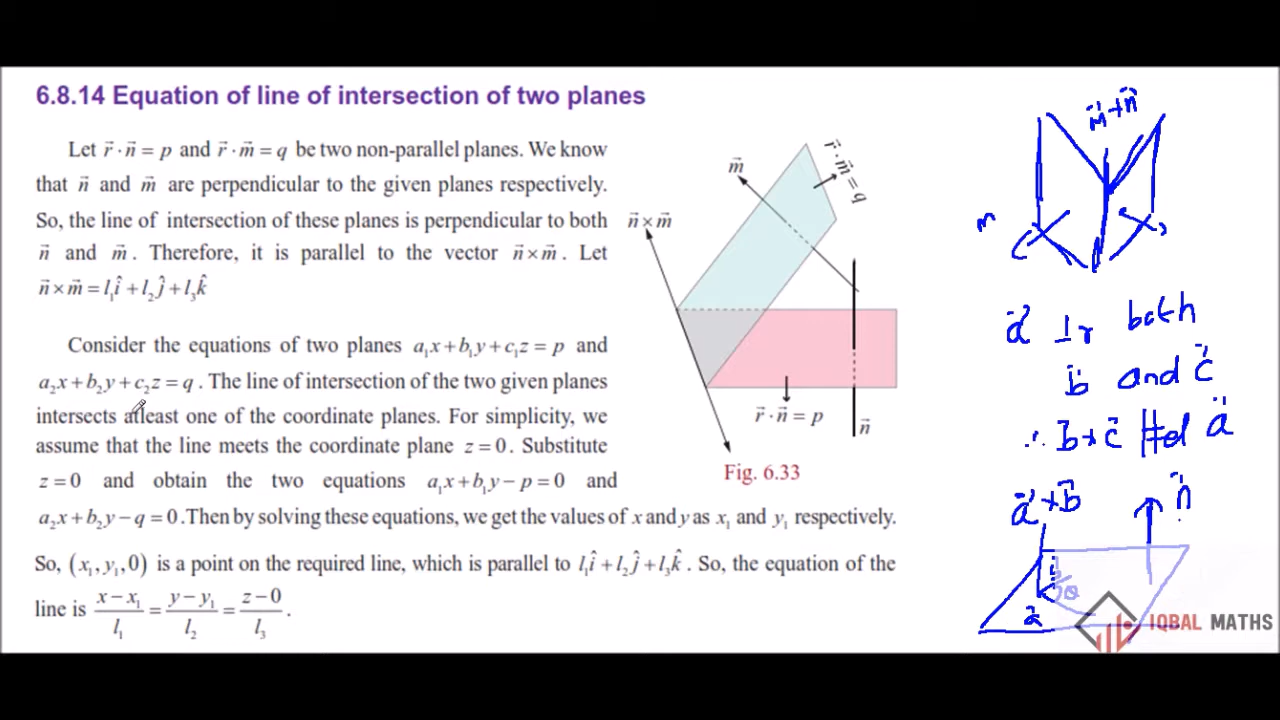 6.8.14 Equation of line of intersection of two planes
Let r⃗ · n⃗ = p and r⃗ · m⃗ = q be two non-parallel planes. We know
that n⃗ and m⃗ are perpendicular to the given planes respectively.
So, the line of intersection of these planes is perpendicular to both
n⃗ and m⃗. Therefore, it is parallel to the vector n⃗ × m⃗. Let
n⃗ × m⃗ = l₁î + l₂ĵ + l₃k̂
Consider the equations of two planes a₁x + b₁y + c₁z = p and
a₂x + b₂y + c₂z = q. The line of intersection of the two given planes
intersects atleast one of the coordinate planes. For simplicity, we
assume that the line meets the coordinate plane z = 0. Substitute
z = 0 and obtain the two equations a₁x + b₁y − p = 0 and
a₂x + b₂y − q = 0. Then by solving these equations, we get the values of x and y as x₁ and y₁ respectively.
So, (x₁, y₁, 0) is a point on the required line, which is parallel to l₁î + l₂ĵ + l₃k̂. So, the equation of the
line is (x − x₁)/l₁ = (y − y₁)/l₂ = (z − 0)/l₃.
m⃗
r⃗ · m⃗ = q
n⃗ × m⃗
r⃗ · n⃗ = p
n⃗
Fig. 6.33
m⃗ × n⃗
m
a⃗ ⊥r both
b⃗ and c⃗
∴ b⃗ × c⃗ ||el a⃗
a⃗ × b⃗
n⃗
θ
a⃗
IQBAL MATHS